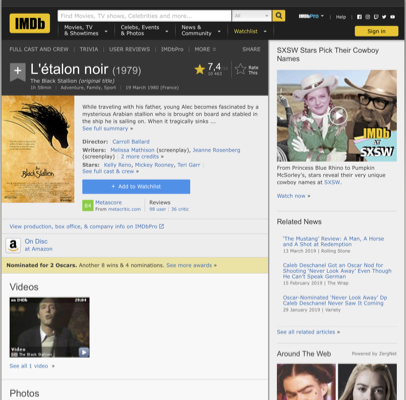 IMDb
Find Movies, TV shows, Celebrities and more...
All
Movies, TV & Showtimes
Celebs, Events & Photos
News & Community
Watchlist
IMDbPro
Help
Sign in
FULL CAST AND CREW | TRIVIA | USER REVIEWS | IMDbPro | MORE
SHARE
L'étalon noir (1979)
The Black Stallion (original title)
1h 58min | Adventure, Family, Sport | 19 March 1980 (France)
7,4
Rate This
While traveling with his father, young Alec becomes fascinated by a
mysterious Arabian stallion who is brought on board and stabled in
the ship he is sailing on. When it tragically sinks ...
See full summary »
Director: Carroll Ballard
Writers: Melissa Mathison (screenplay), Jeanne Rosenberg
(screenplay) | 2 more credits »
Stars: Kelly Reno, Mickey Rooney, Teri Garr |
See full cast & crew »
+ Add to Watchlist
Metascore
From metacritic.com
Reviews
98 user | 36 critic
View production, box office, & company info on IMDbPro
On Disc
at Amazon
Nominated for 2 Oscars. Another 8 wins & 4 nominations. See more awards »
Videos
Video
See all 1 video »
Photos
SXSW Stars Pick Their Cowboy
Names
IMDb
AT
SXSW
From Princess Blue Rhino to Pumpkin
McSorley's, stars reveal their very unique
cowboy names at SXSW.
Watch now »
Related News
'The Mustang' Review: A Man, A Horse
and A Shot at Redemption
13 March 2019 | Rolling Stone
Caleb Deschanel Got an Oscar Nod for
Shooting 'Never Look Away' Even Though
He Can't Speak German
15 February 2019 | The Wrap
Oscar-Nominated 'Never Look Away' Dp
Caleb Deschanel Never Saw It Coming
29 January 2019 | Variety
See all related articles »
Around The Web
Powered by ZergNet